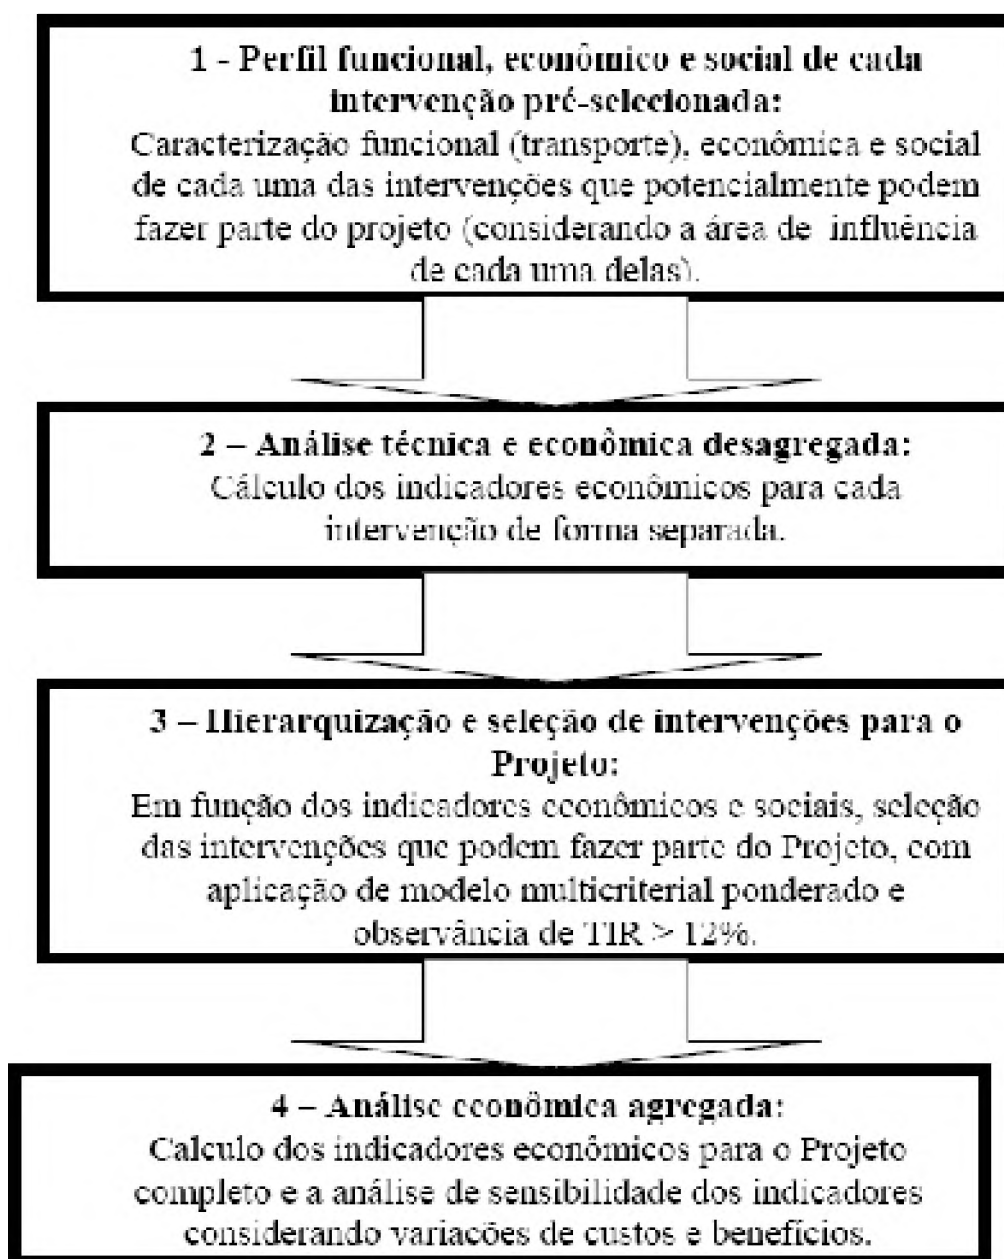 1 - Perfil funcional, econômico e social de cada
intervenção pré-selecionada:
Caracterização funcional (transporte), econômica e social
de cada uma das intervenções que potencialmente podem
fazer parte do projeto (considerando a área de influência
de cada uma delas).
2 – Análise técnica e econômica desagregada:
Cálculo dos indicadores econômicos para cada
intervenção de forma separada.
3 – Hierarquização e seleção de intervenções para o
Projeto:
Em função dos indicadores econômicos e sociais, seleção
das intervenções que podem fazer parte do Projeto, com
aplicação de modelo multicriterial ponderado e
observância de TIR > 12%.
4 – Análise econômica agregada:
Calculo dos indicadores econômicos para o Projeto
completo e a análise de sensibilidade dos indicadores
considerando variações de custos e benefícios.